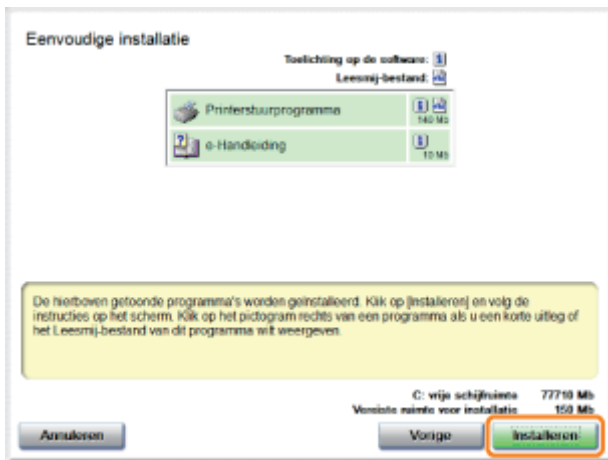 Eenvoudige installatie
Toelichting op de software:
Leesmij-bestand:
Printerstuurprogramma
140 Mb
e-Handleiding
10 Mb
De hierboven getoonde programma's worden geïnstalleerd. Klik op [Installeren] en volg de
instructies op het scherm. Klik op het pictogram rechts van een programma als u een korte uitleg of
het Leesmij-bestand van dit programma wilt weergeven.
C: vrije schijfruimte 77710 Mb
Vereiste ruimte voor installatie 150 Mb
Annuleren Vorige Installeren